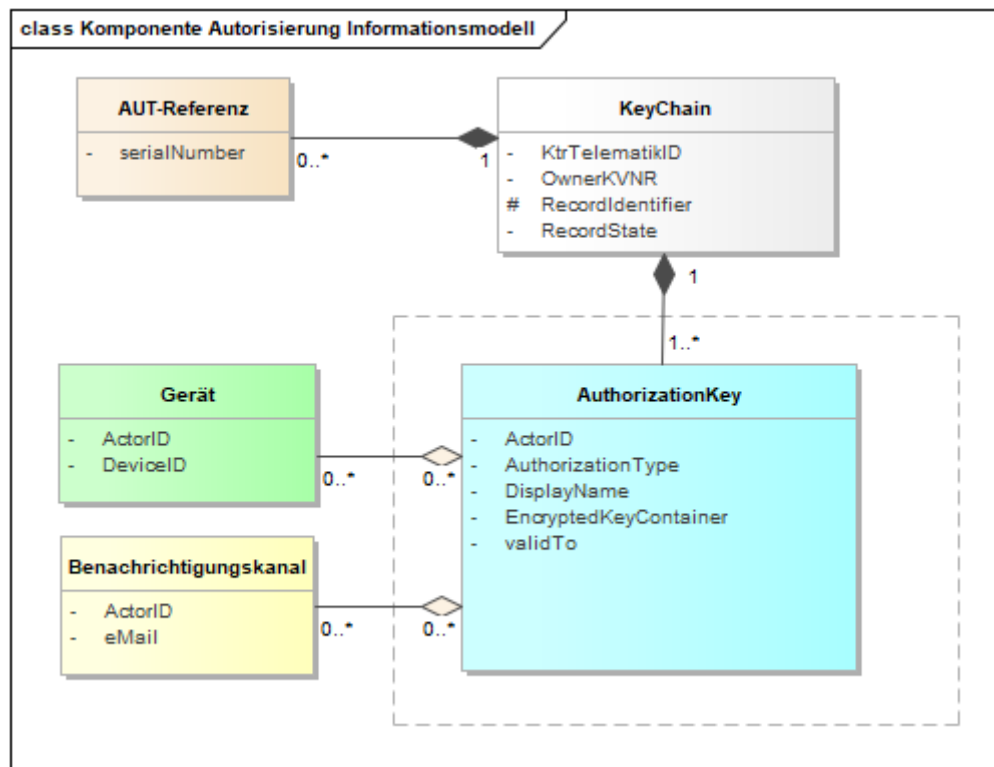 class Komponente Autorisierung Informationsmodell
AUT-Referenz
- serialNumber
0..*
1
KeyChain
- KtrTelematikID
- OwnerKVNR
# RecordIdentifier
- RecordState
1
1..*
Gerät
- ActorID
- DeviceID
0..*
0..*
AuthorizationKey
- ActorID
- AuthorizationType
- DisplayName
- EncryptedKeyContainer
- validTo
Benachrichtigungskanal
- ActorID
- eMail
0..*
0..*